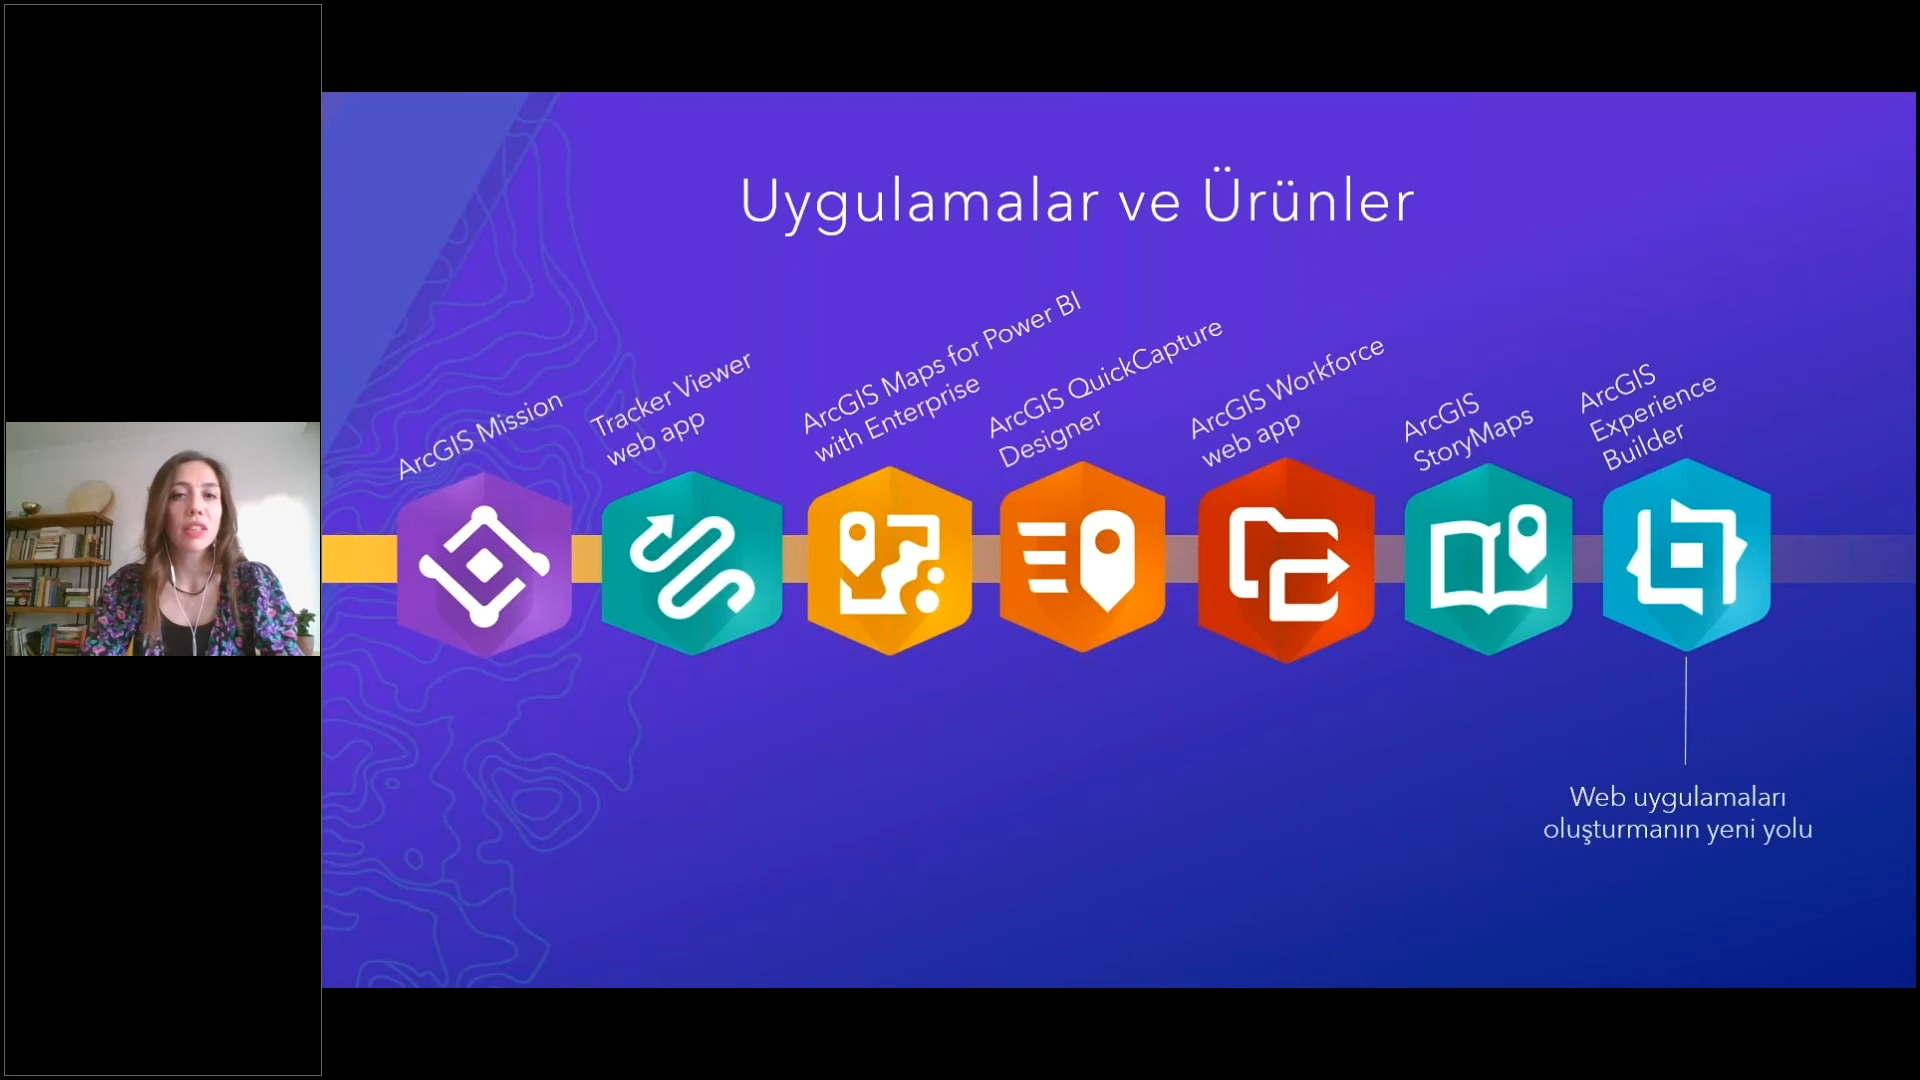 Uygulamalar ve Ürünler
ArcGIS Mission
Tracker Viewer
web app
ArcGIS Maps for Power BI
with Enterprise
ArcGIS QuickCapture
Designer
ArcGIS Workforce
web app
ArcGIS
StoryMaps
ArcGIS
Experience
Builder
Web uygulamaları
oluşturmanın yeni yolu